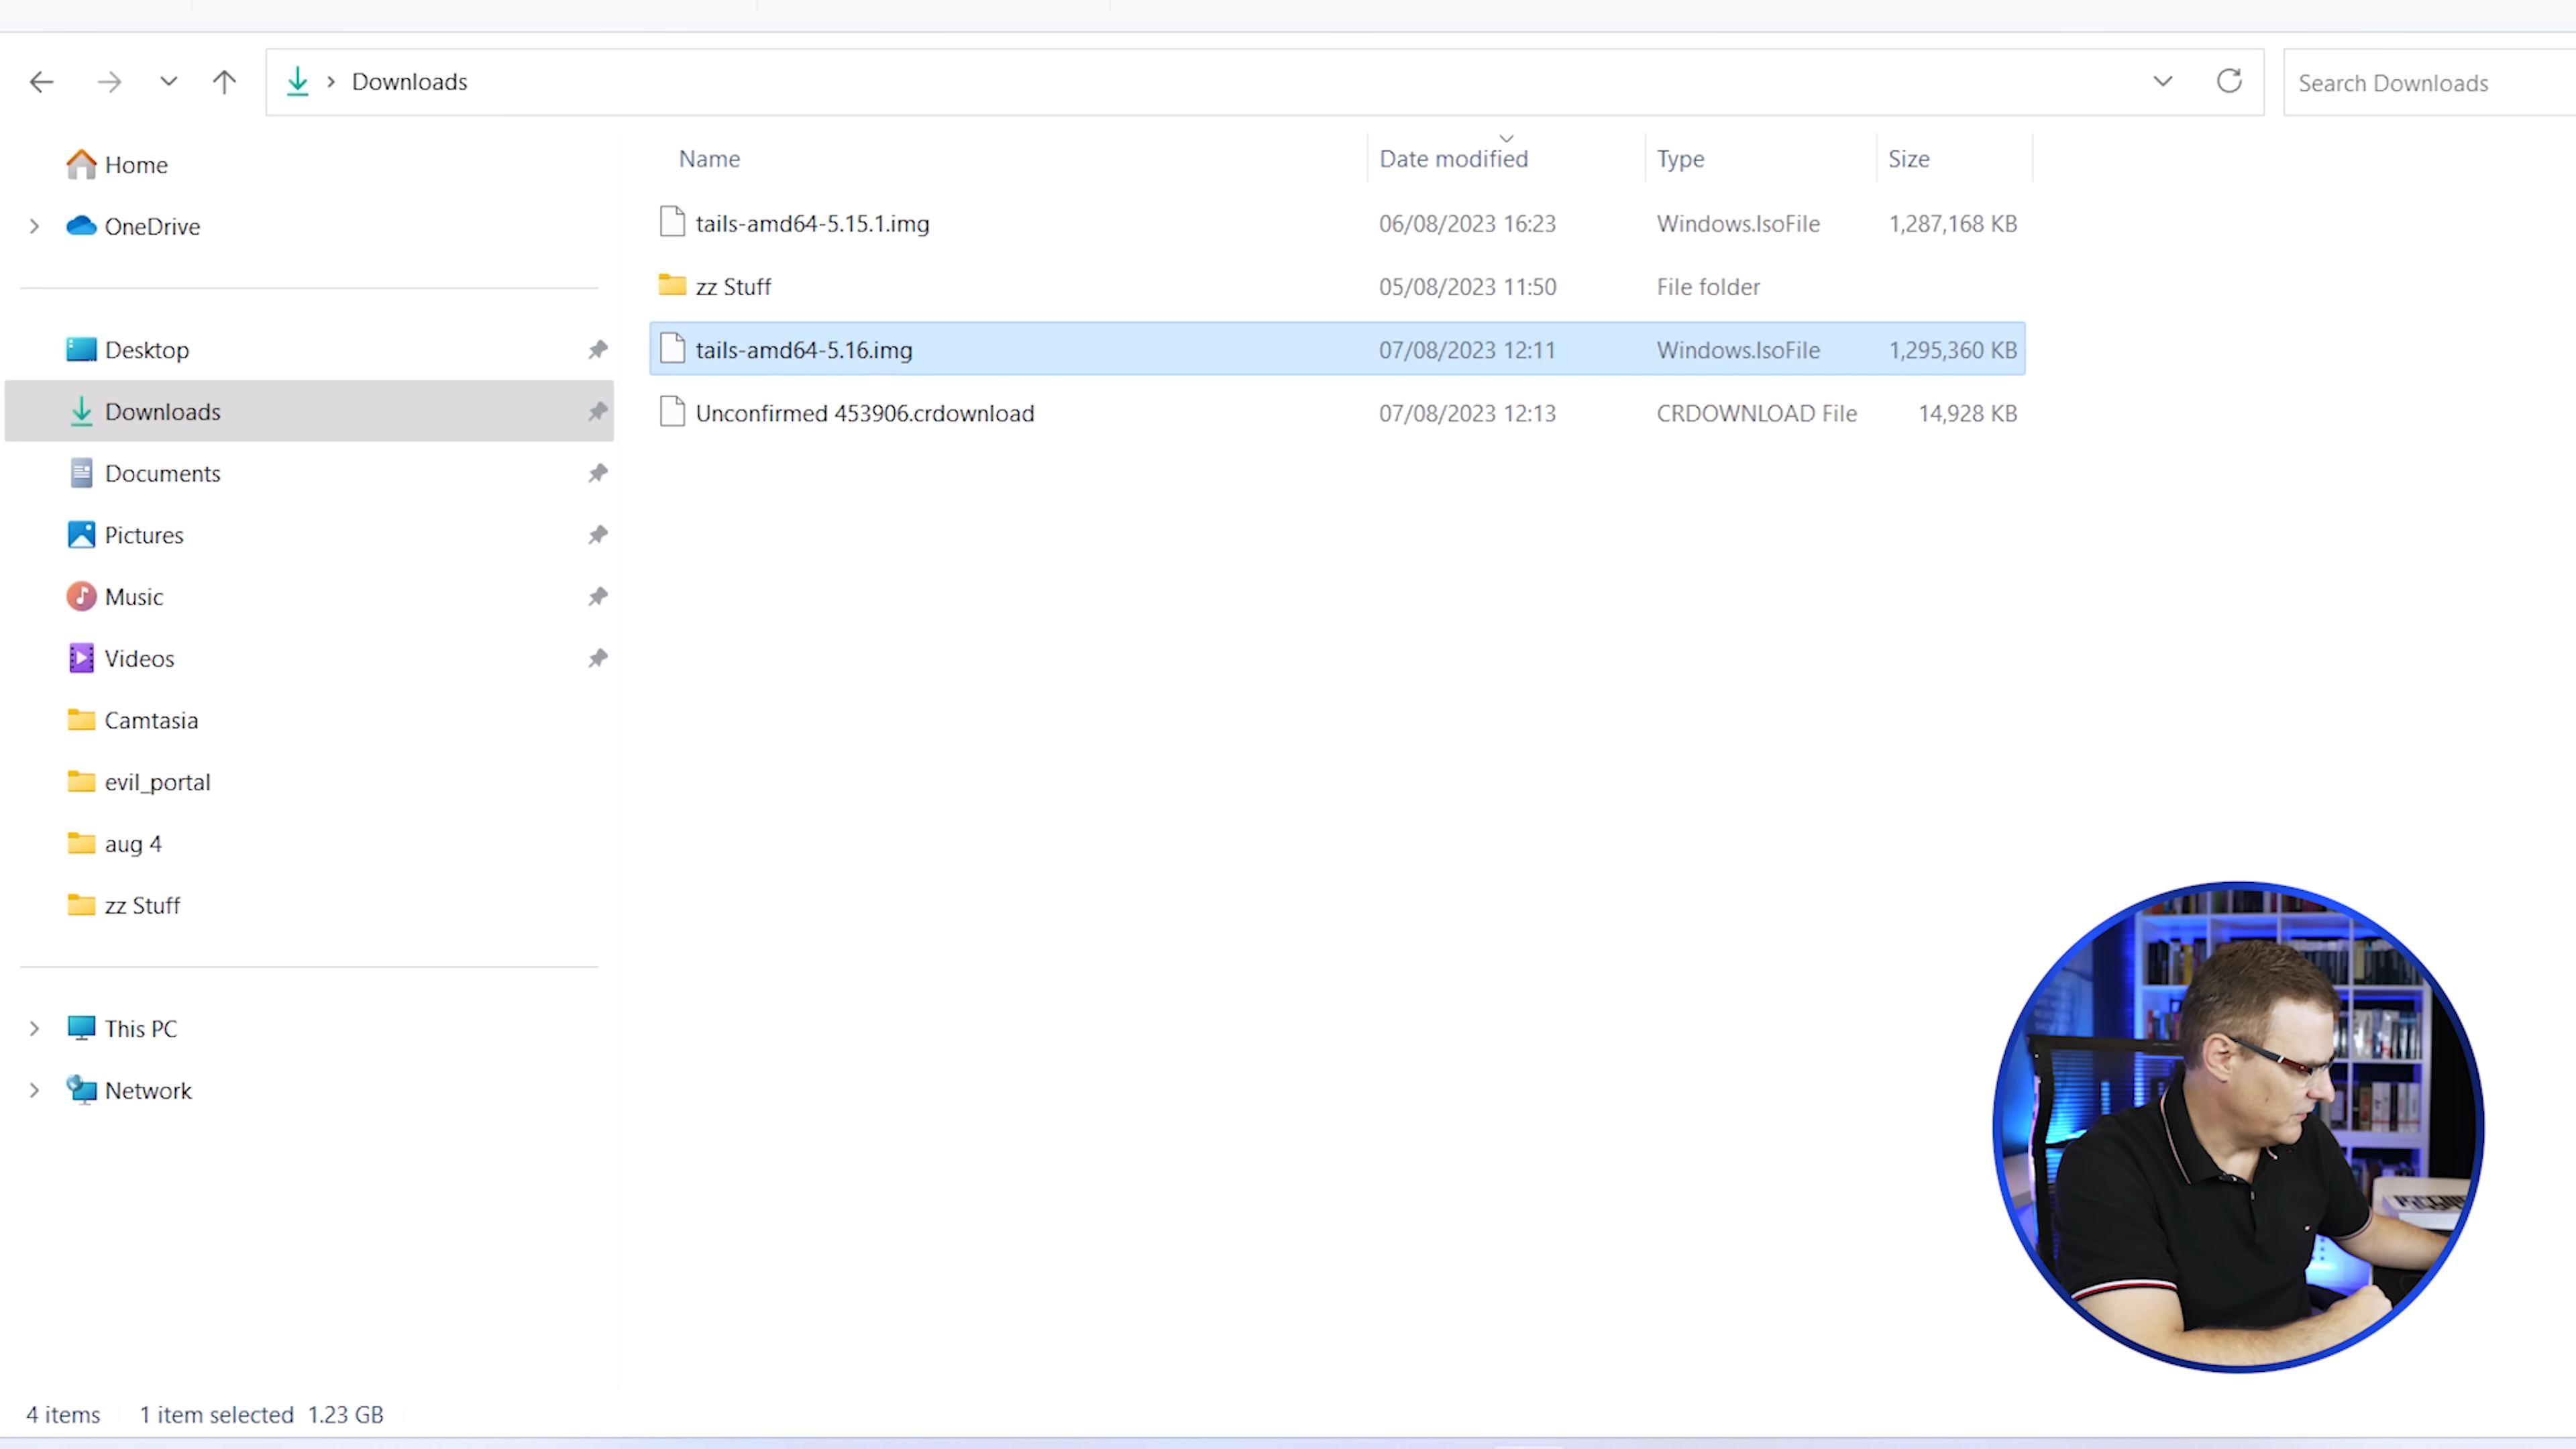 Downloads
Search Downloads
Home
OneDrive
Desktop
Downloads
Documents
Pictures
Music
Videos
Camtasia
evil_portal
aug 4
zz Stuff
This PC
Network
Name Date modified Type Size
tails-amd64-5.15.1.img 06/08/2023 16:23 Windows.IsoFile 1,287,168 KB
zz Stuff 05/08/2023 11:50 File folder
tails-amd64-5.16.img 07/08/2023 12:11 Windows.IsoFile 1,295,360 KB
Unconfirmed 453906.crdownload 07/08/2023 12:13 CRDOWNLOAD File 14,928 KB
4 items 1 item selected 1.23 GB